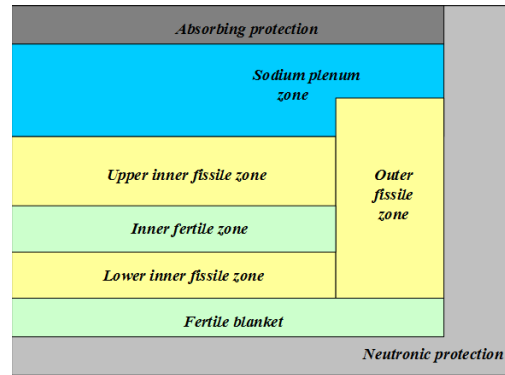 Absorbing protection
Sodium plenum
zone
Upper inner fissile zone
Outer
fissile
zone
Inner fertile zone
Lower inner fissile zone
Fertile blanket
Neutronic protection